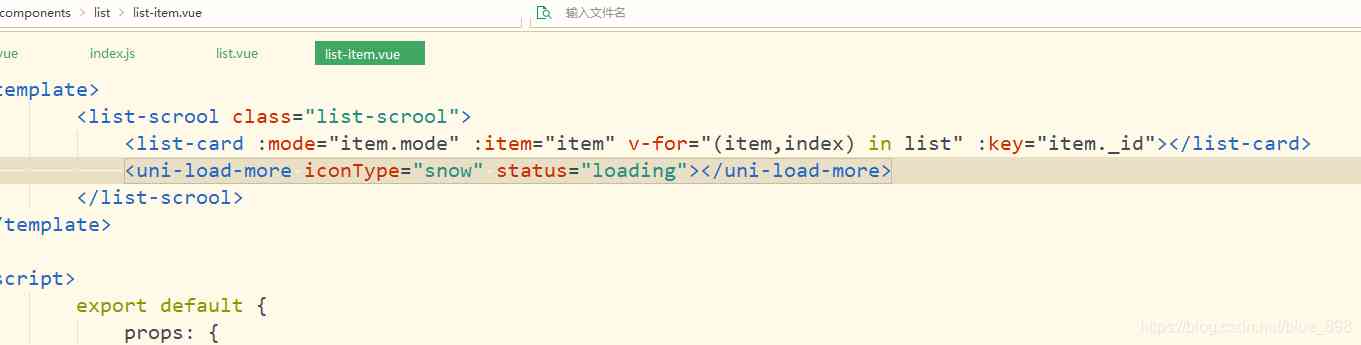 components > list > list-item.vue 输入文件名
vue index.js list.vue list-item.vue
template>
<list-scrool class="list-scrool">
<list-card :mode="item.mode" :item="item" v-for="(item,index) in list" :key="item._id"></list-card>
<uni-load-more iconType="snow" status="loading"></uni-load-more>
</list-scrool>
/template>
script>
export default {
props: {
https://blog.csdn.net/blue_898